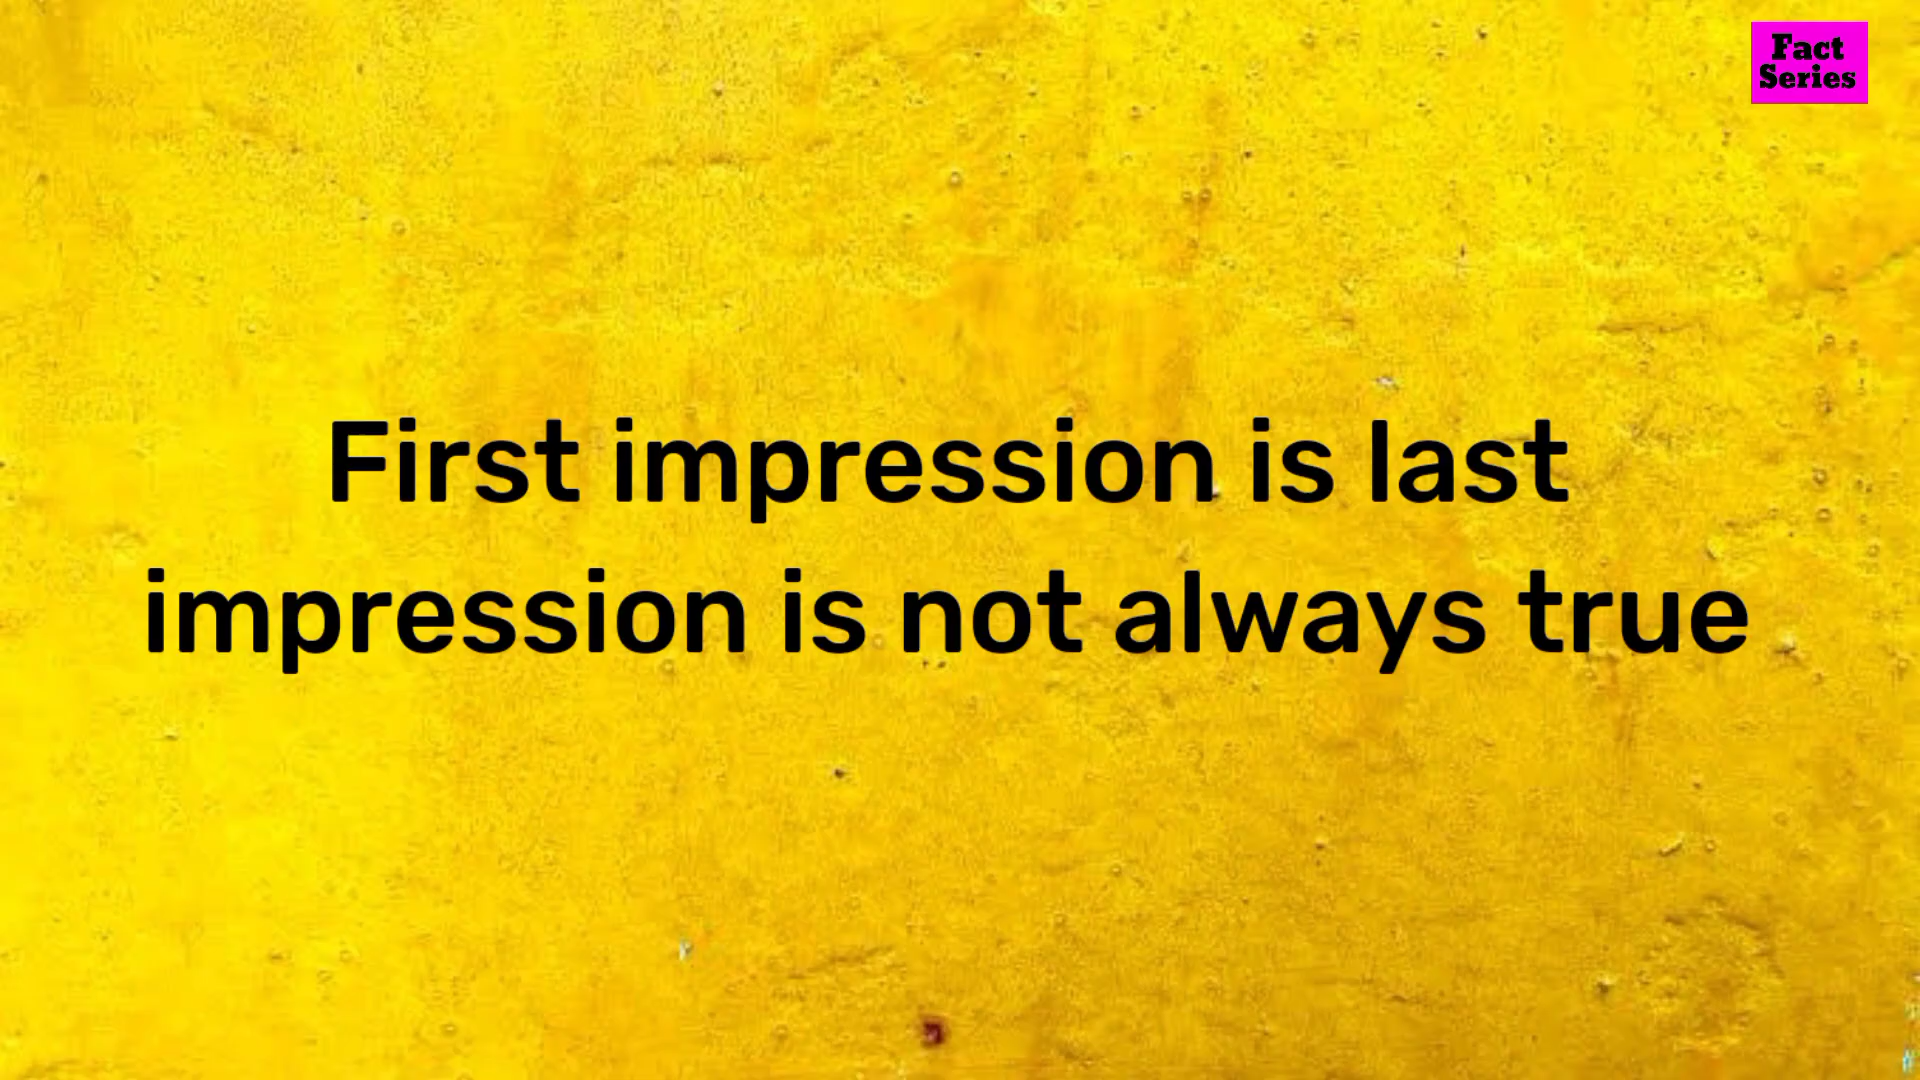 Fact
Series
First impression is last
impression is not always true